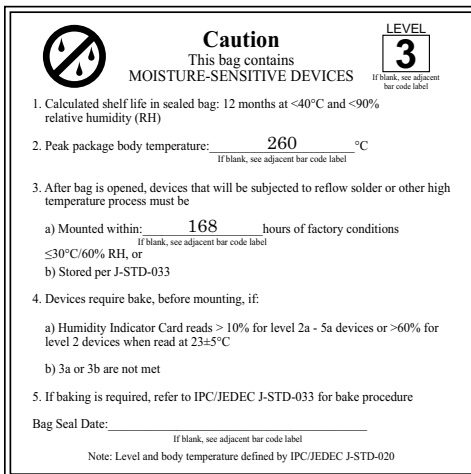 Caution
LEVEL
This bag contains
MOISTURE-SENSITIVE DEVICES
3
If blank, see adjacent
bar code label
1. Calculated shelf life in sealed bag: 12 months at <40°C and <90%
relative humidity (RH)
2. Peak package body temperature: 260 °C
If blank, see adjacent bar code label
3. After bag is opened, devices that will be subjected to reflow solder or other high
temperature process must be
a) Mounted within: 168 hours of factory conditions
If blank, see adjacent bar code label
≤30°C/60% RH, or
b) Stored per J-STD-033
4. Devices require bake, before mounting, if:
a) Humidity Indicator Card reads > 10% for level 2a - 5a devices or >60% for
level 2 devices when read at 23±5°C
b) 3a or 3b are not met
5. If baking is required, refer to IPC/JEDEC J-STD-033 for bake procedure
Bag Seal Date:
If blank, see adjacent bar code label
Note: Level and body temperature defined by IPC/JEDEC J-STD-020